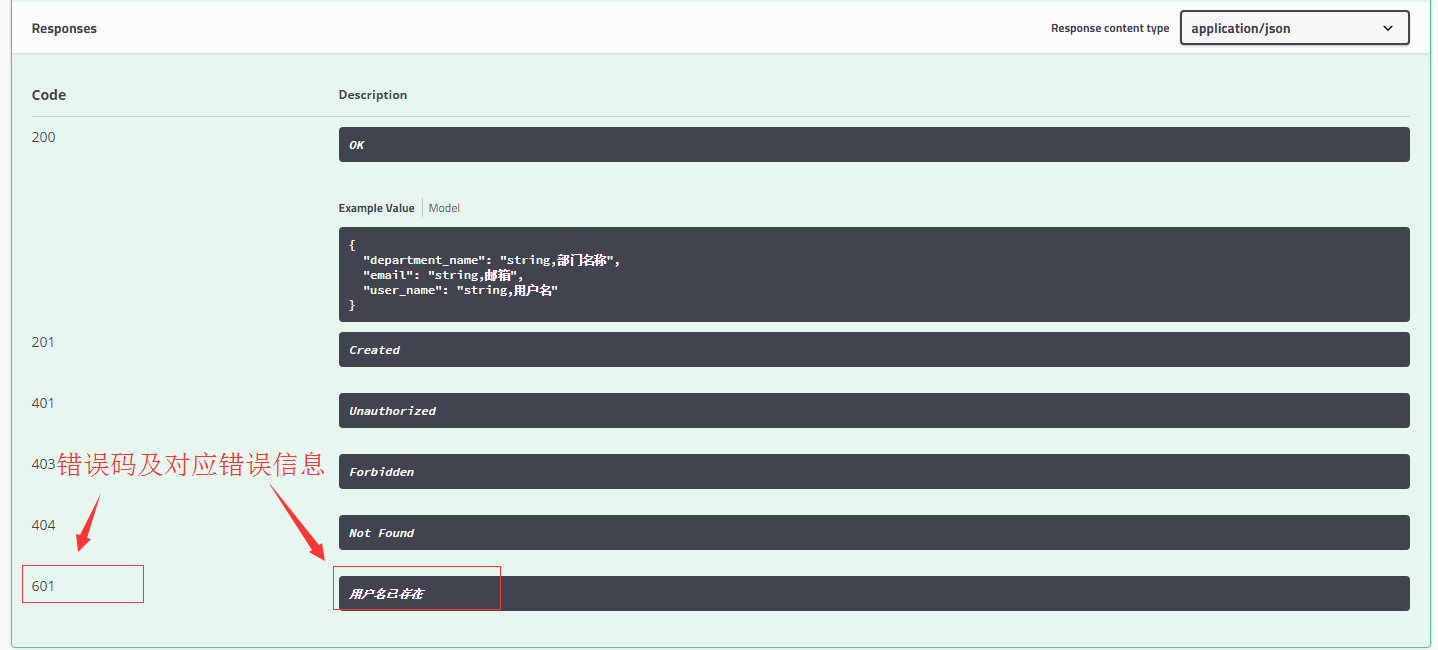 Responses
Response content type
application/json
Code
Description
200
OK
Example Value
Model
{
"department_name": "string,部门名称",
"email": "string,邮箱",
"user_name": "string,用户名"
}
201
Created
401
Unauthorized
403
错误码及对应错误信息
Forbidden
404
Not Found
601
用户名已存在